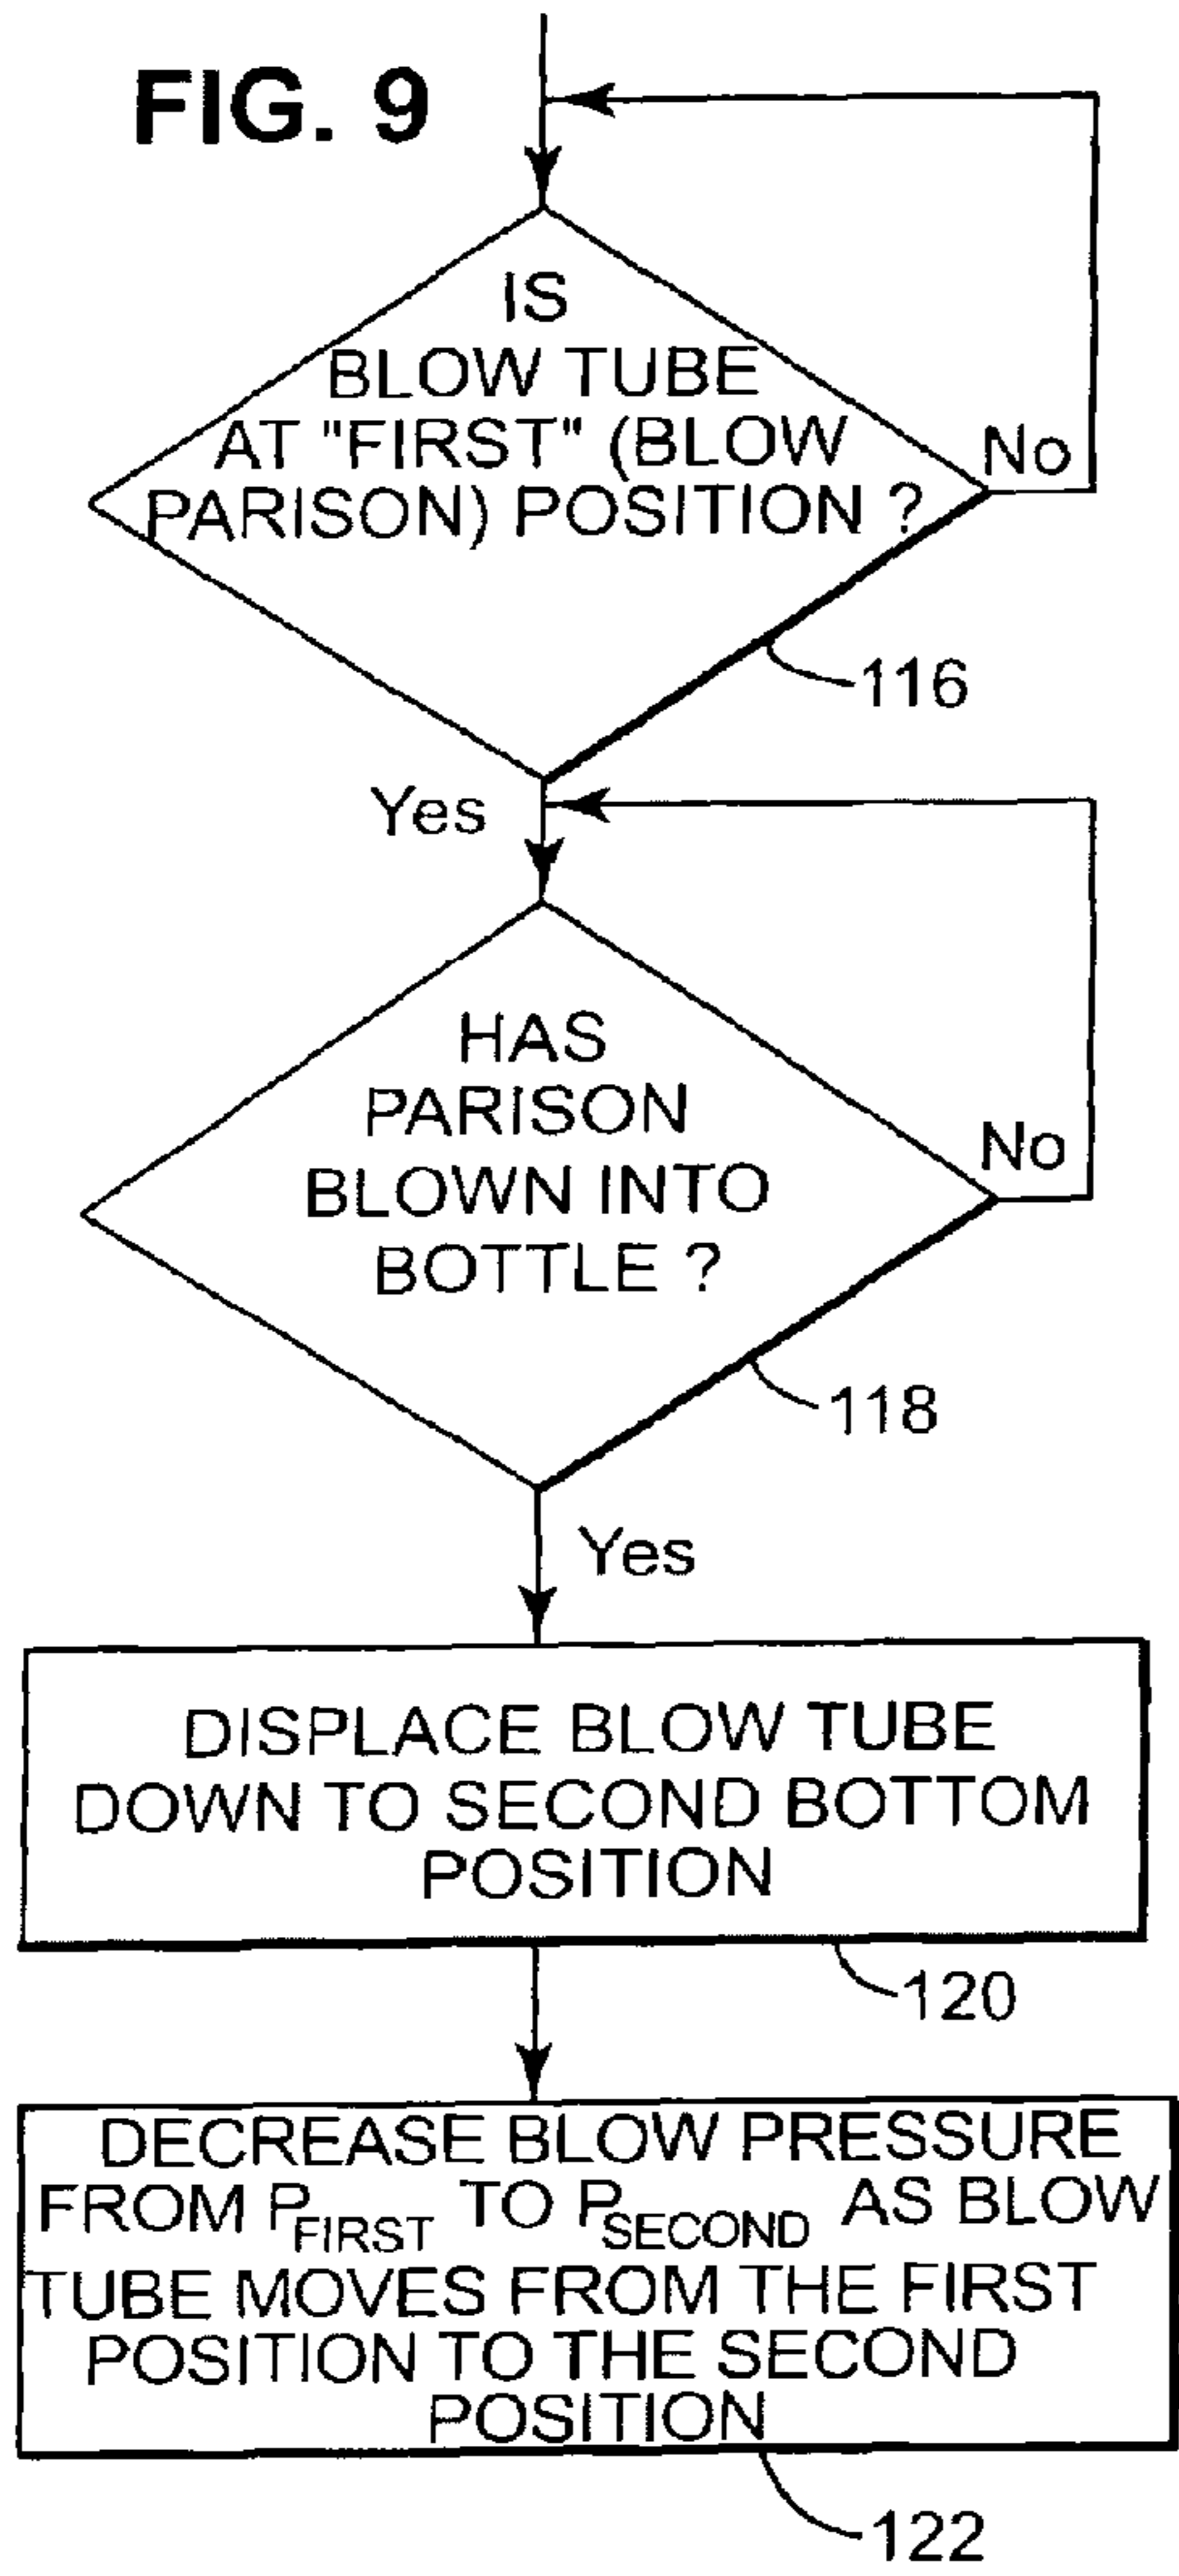 FIG. 9
IS
BLOW TUBE
AT "FIRST" (BLOW
PARISON) POSITION ?
No
116
Yes
HAS
PARISON
BLOWN INTO
BOTTLE ?
No
118
Yes
DISPLACE BLOW TUBE
DOWN TO SECOND BOTTOM
POSITION
120
DECREASE BLOW PRESSURE
FROM PFIRST TO PSECOND AS BLOW
TUBE MOVES FROM THE FIRST
POSITION TO THE SECOND
POSITION
122